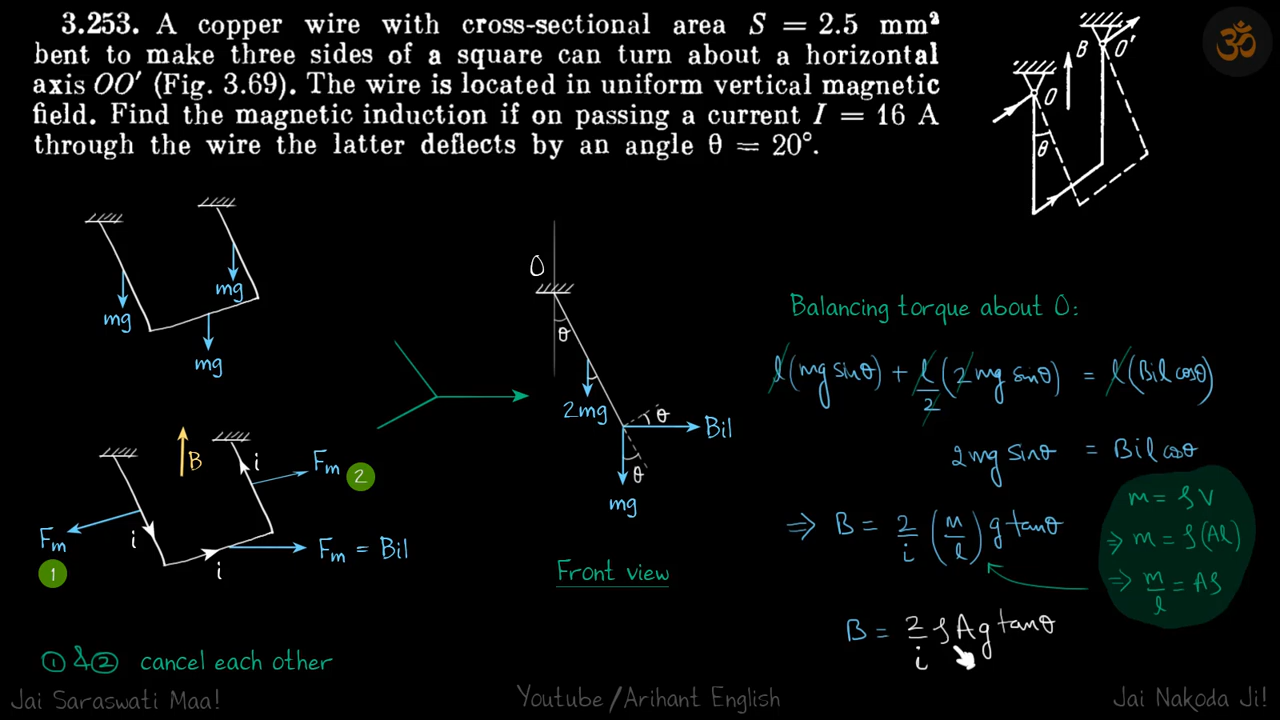 3.253. A copper wire with cross-sectional area S = 2.5 mm²
bent to make three sides of a square can turn about a horizontal
axis OO′ (Fig. 3.69). The wire is located in uniform vertical magnetic
field. Find the magnetic induction if on passing a current I = 16 A
through the wire the latter deflects by an angle θ = 20°.
B
O′
O
θ
ॐ
mg
mg
mg
B
i
Fm
2
Fm
1
i
i
Fm = Bil
① & ② cancel each other
O
θ
2mg
θ
Bil
θ
mg
Front view
Balancing torque about O:
l(mg sinθ) + l/2 (2mg sinθ) = l(Bil cosθ)
2mg sinθ = Bil cosθ
⇒ B = 2/i (m/l) g tanθ
m = ρV
⇒ m = ρ(Al)
⇒ m/l = Aρ
B = 2/i ρAg tanθ
Jai Saraswati Maa!
Youtube/Arihant English
Jai Nakoda Ji!